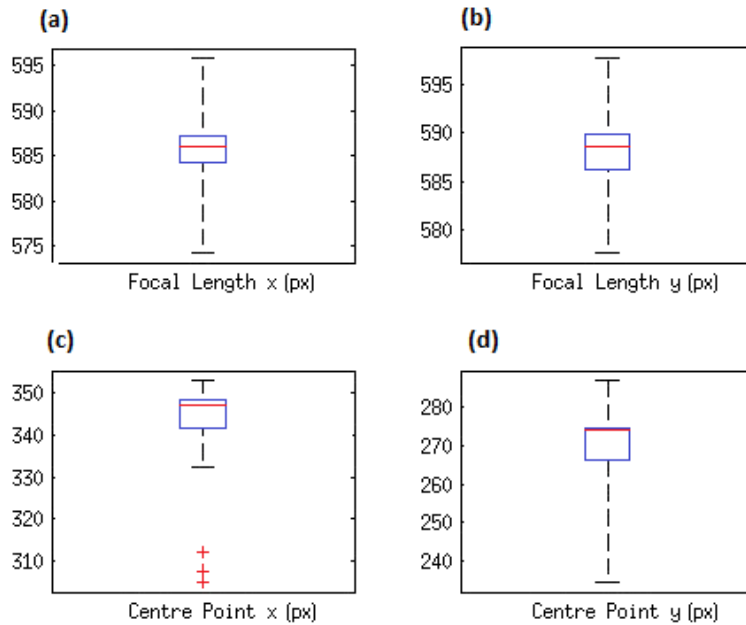 (a)
595
590
585
580
575
Focal Length x (px)
(b)
595
590
585
580
Focal Length y (px)
(c)
350
340
330
320
310
Centre Point x (px)
(d)
280
270
260
250
240
Centre Point y (px)